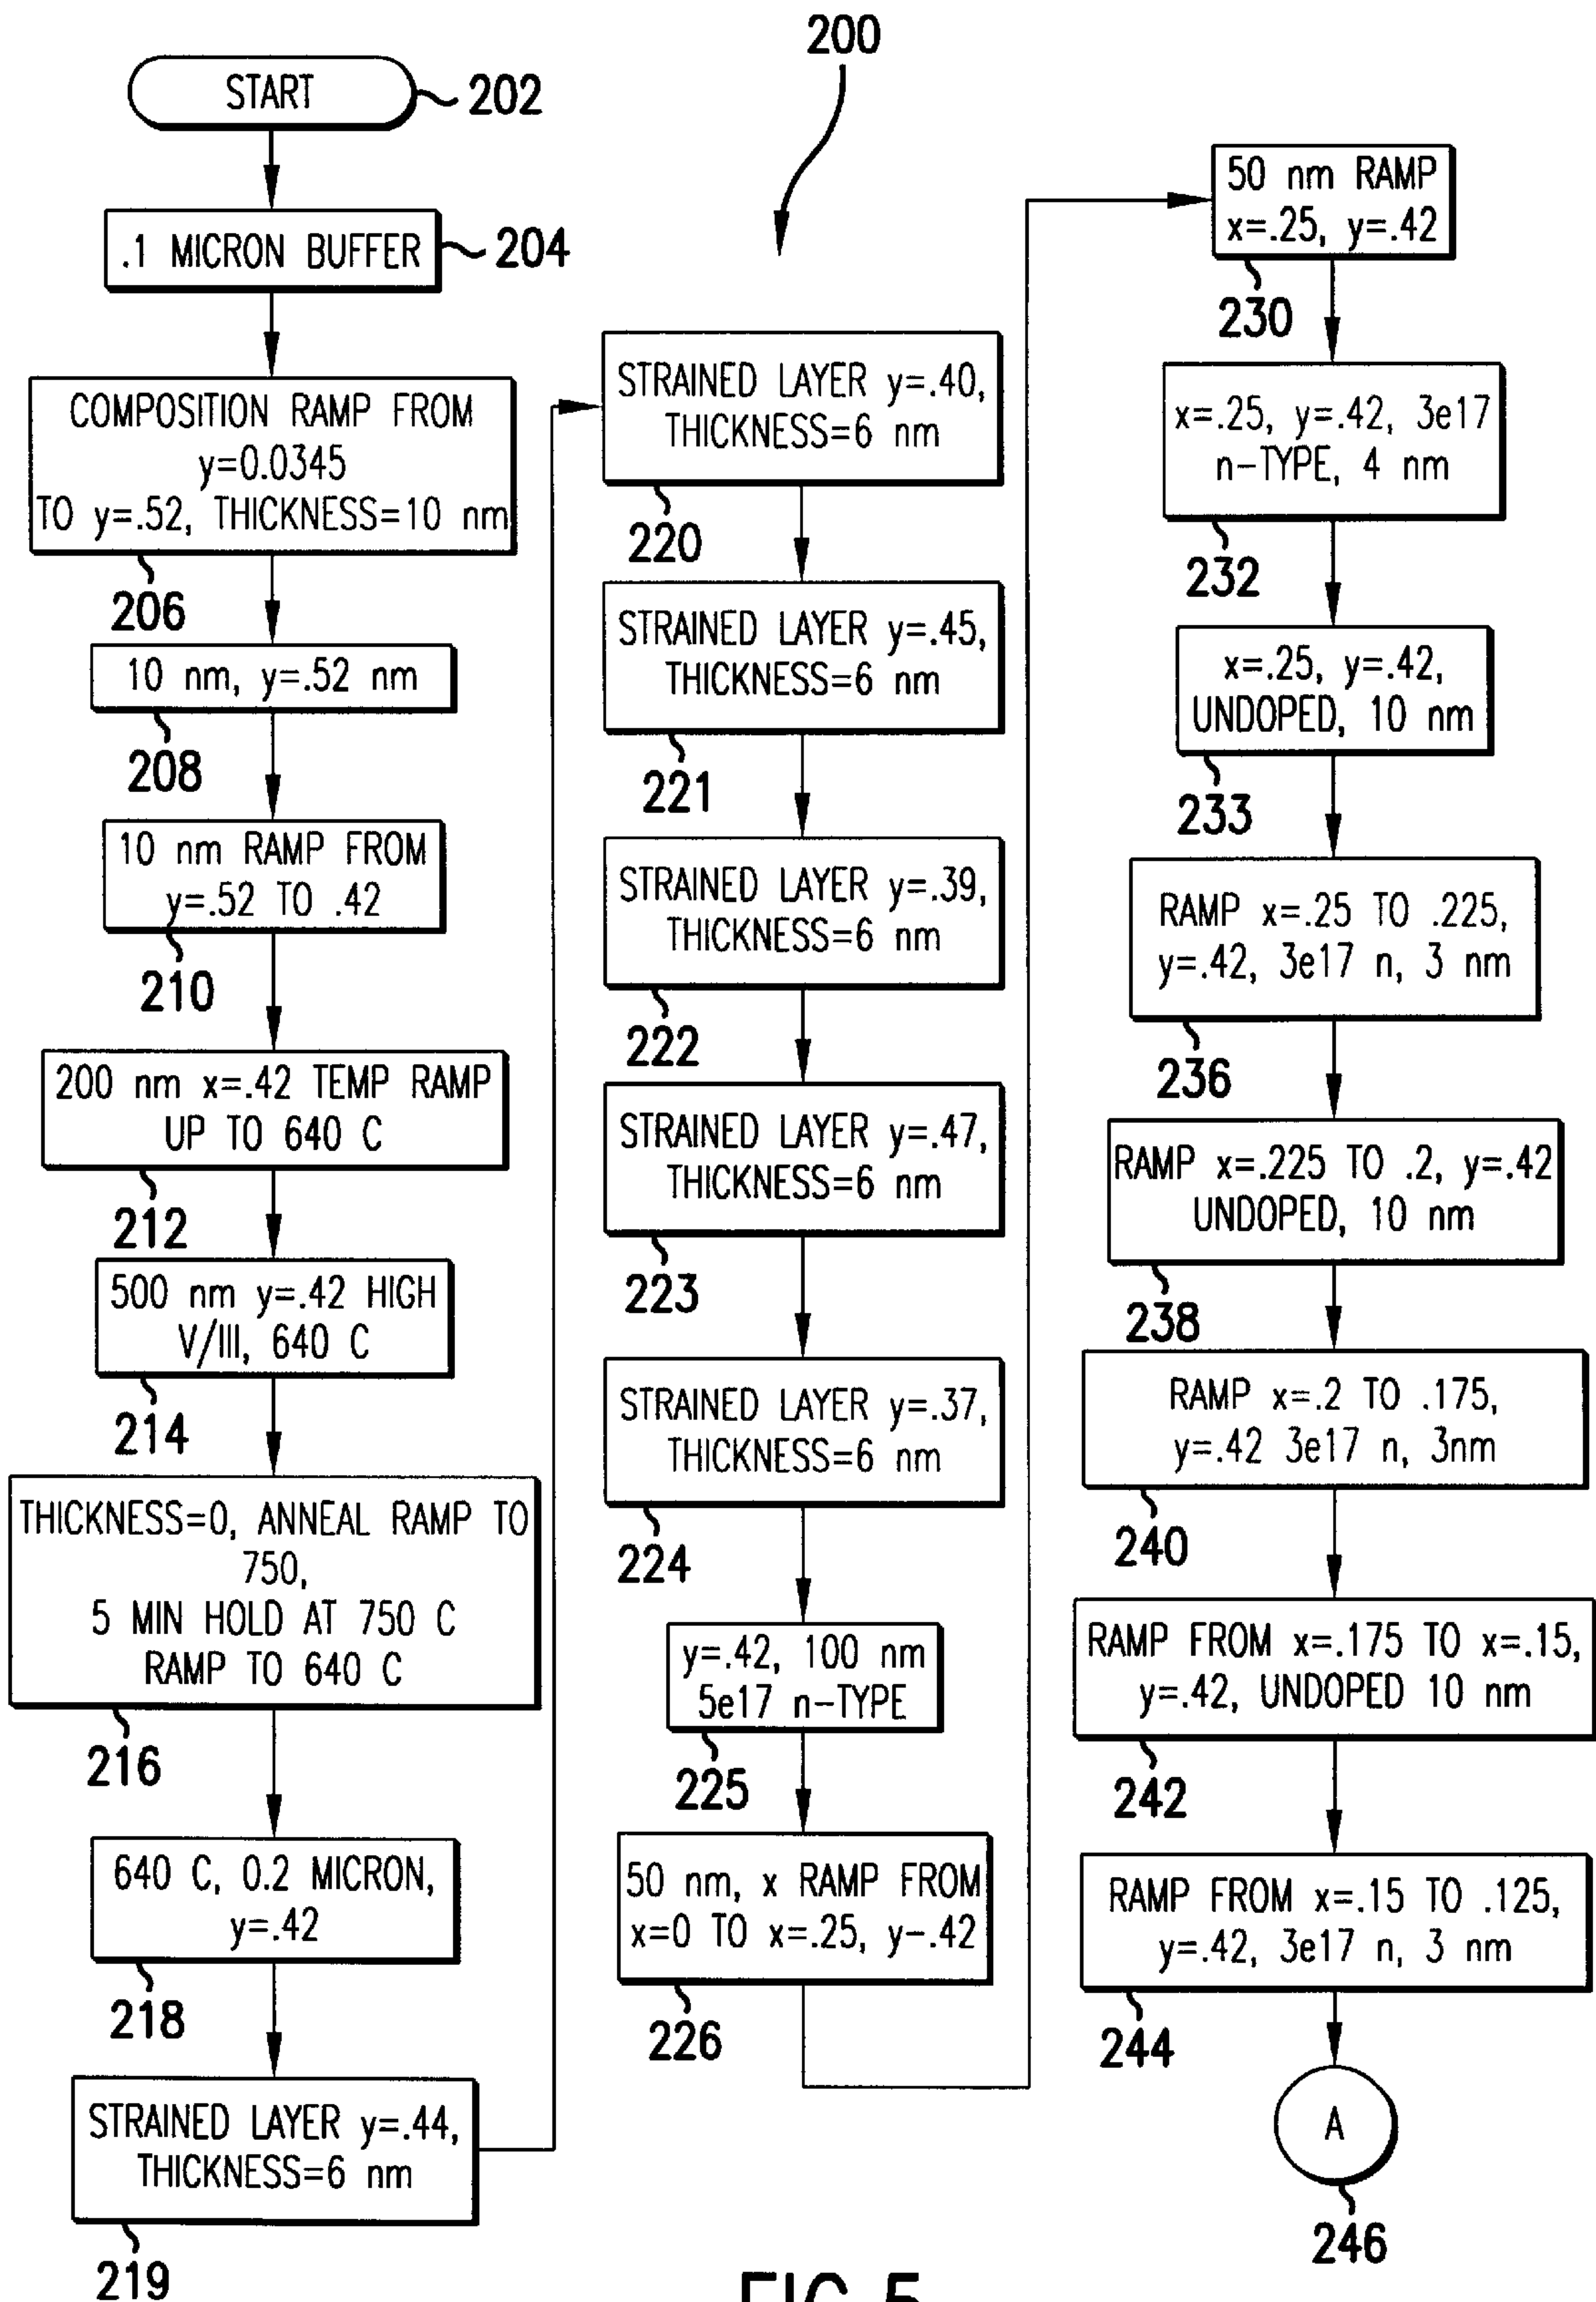 200
START
202
.1 MICRON BUFFER
204
COMPOSITION RAMP FROM
y=0.0345
TO y=.52, THICKNESS=10 nm
206
10 nm, y=.52 nm
208
10 nm RAMP FROM
y=.52 TO .42
210
200 nm x=.42 TEMP RAMP
UP TO 640 C
212
500 nm y=.42 HIGH
V/III, 640 C
214
THICKNESS=0, ANNEAL RAMP TO
750,
5 MIN HOLD AT 750 C
RAMP TO 640 C
216
640 C, 0.2 MICRON,
y=.42
218
STRAINED LAYER y=.44,
THICKNESS=6 nm
219
STRAINED LAYER y=.40,
THICKNESS=6 nm
220
STRAINED LAYER y=.45,
THICKNESS=6 nm
221
STRAINED LAYER y=.39,
THICKNESS=6 nm
222
STRAINED LAYER y=.47,
THICKNESS=6 nm
223
STRAINED LAYER y=.37,
THICKNESS=6 nm
224
y=.42, 100 nm
5e17 n-TYPE
225
50 nm, x RAMP FROM
x=0 TO x=.25, y-.42
226
50 nm RAMP
x=.25, y=.42
230
x=.25, y=.42, 3e17
n-TYPE, 4 nm
232
x=.25, y=.42,
UNDOPED, 10 nm
233
RAMP x=.25 TO .225,
y=.42, 3e17 n, 3 nm
236
RAMP x=.225 TO .2, y=.42
UNDOPED, 10 nm
238
RAMP x=.2 TO .175,
y=.42 3e17 n, 3nm
240
RAMP FROM x=.175 TO x=.15,
y=.42, UNDOPED 10 nm
242
RAMP FROM x=.15 TO .125,
y=.42, 3e17 n, 3 nm
244
A
246
FIG.5